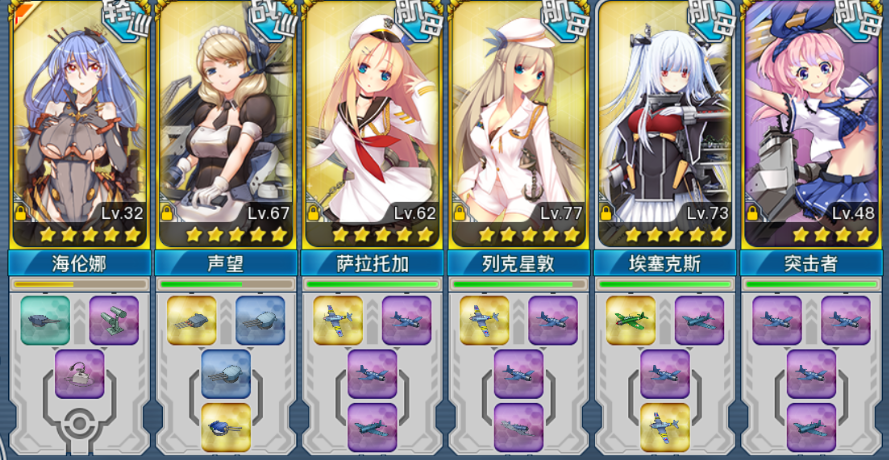 轻巡
战巡
航母
航母
航母
航母
Lv.32
Lv.67
Lv.62
Lv.77
Lv.73
Lv.48
海伦娜
声望
萨拉托加
列克星敦
埃塞克斯
突击者